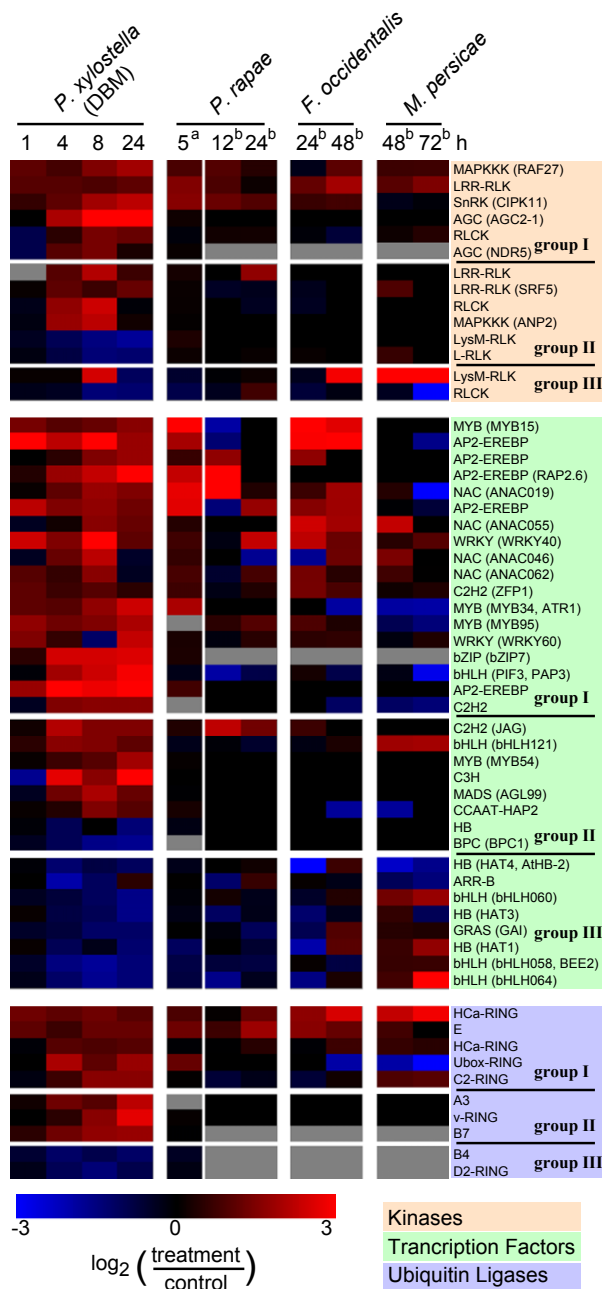 P. xylostella
(DBM)
P. rapae
F. occidentalis
M. persicae
1 4 8 24 5a 12b 24b 24b 48b 48b 72b h
MAPKKK (RAF27)
LRR-RLK
SnRK (CIPK11)
AGC (AGC2-1)
RLCK
group I
AGC (NDR5)
LRR-RLK
LRR-RLK (SRF5)
RLCK
MAPKKK (ANP2)
LysM-RLK
group II
L-RLK
LysM-RLK
group III
RLCK
MYB (MYB15)
AP2-EREBP
AP2-EREBP
AP2-EREBP (RAP2.6)
NAC (ANAC019)
AP2-EREBP
NAC (ANAC055)
WRKY (WRKY40)
NAC (ANAC046)
NAC (ANAC062)
C2H2 (ZFP1)
MYB (MYB34, ATR1)
MYB (MYB95)
WRKY (WRKY60)
bZIP (bZIP7)
bHLH (PIF3, PAP3)
AP2-EREBP
group I
C2H2
C2H2 (JAG)
bHLH (bHLH121)
MYB (MYB54)
C3H
MADS (AGL99)
CCAAT-HAP2
HB
group II
BPC (BPC1)
HB (HAT4, AtHB-2)
ARR-B
bHLH (bHLH060)
HB (HAT3)
GRAS (GAI) group III
HB (HAT1)
bHLH (bHLH058, BEE2)
bHLH (bHLH064)
HCa-RING
E
HCa-RING
Ubox-RING
group I
C2-RING
A3
v-RING
group II
B7
B4
group III
D2-RING
-3 0 3
log2 (treatment/control)
Kinases
Trancription Factors
Ubiquitin Ligases